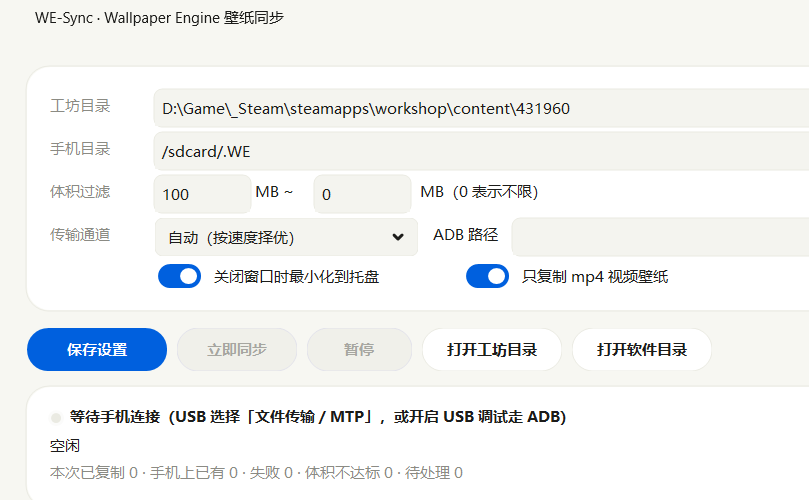 WE-Sync · Wallpaper Engine 壁纸同步
工坊目录 D:\Game\_Steam\steamapps\workshop\content\431960
手机目录 /sdcard/.WE
体积过滤 100 MB ~ 0 MB（0 表示不限）
传输通道 自动（按速度择优） ADB 路径
关闭窗口时最小化到托盘 只复制 mp4 视频壁纸
保存设置 立即同步 暂停 打开工坊目录 打开软件目录
等待手机连接（USB 选择「文件传输 / MTP」，或开启 USB 调试走 ADB）
空闲
本次已复制 0 · 手机上已有 0 · 失败 0 · 体积不达标 0 · 待处理 0